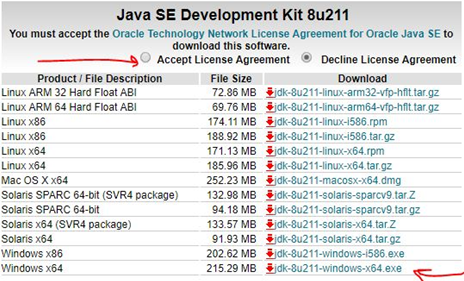 Java SE Development Kit 8u211
You must accept the Oracle Technology Network License Agreement for Oracle Java SE to
download this software.
Accept License Agreement Decline License Agreement
Product / File Description File Size Download
Linux ARM 32 Hard Float ABI 72.86 MB jdk-8u211-linux-arm32-vfp-hflt.tar.gz
Linux ARM 64 Hard Float ABI 69.76 MB jdk-8u211-linux-arm64-vfp-hflt.tar.gz
Linux x86 174.11 MB jdk-8u211-linux-i586.rpm
Linux x86 188.92 MB jdk-8u211-linux-i586.tar.gz
Linux x64 171.13 MB jdk-8u211-linux-x64.rpm
Linux x64 185.96 MB jdk-8u211-linux-x64.tar.gz
Mac OS X x64 252.23 MB jdk-8u211-macosx-x64.dmg
Solaris SPARC 64-bit (SVR4 package) 132.98 MB jdk-8u211-solaris-sparcv9.tar.Z
Solaris SPARC 64-bit 94.18 MB jdk-8u211-solaris-sparcv9.tar.gz
Solaris x64 (SVR4 package) 133.57 MB jdk-8u211-solaris-x64.tar.Z
Solaris x64 91.93 MB jdk-8u211-solaris-x64.tar.gz
Windows x86 202.62 MB jdk-8u211-windows-i586.exe
Windows x64 215.29 MB jdk-8u211-windows-x64.exe